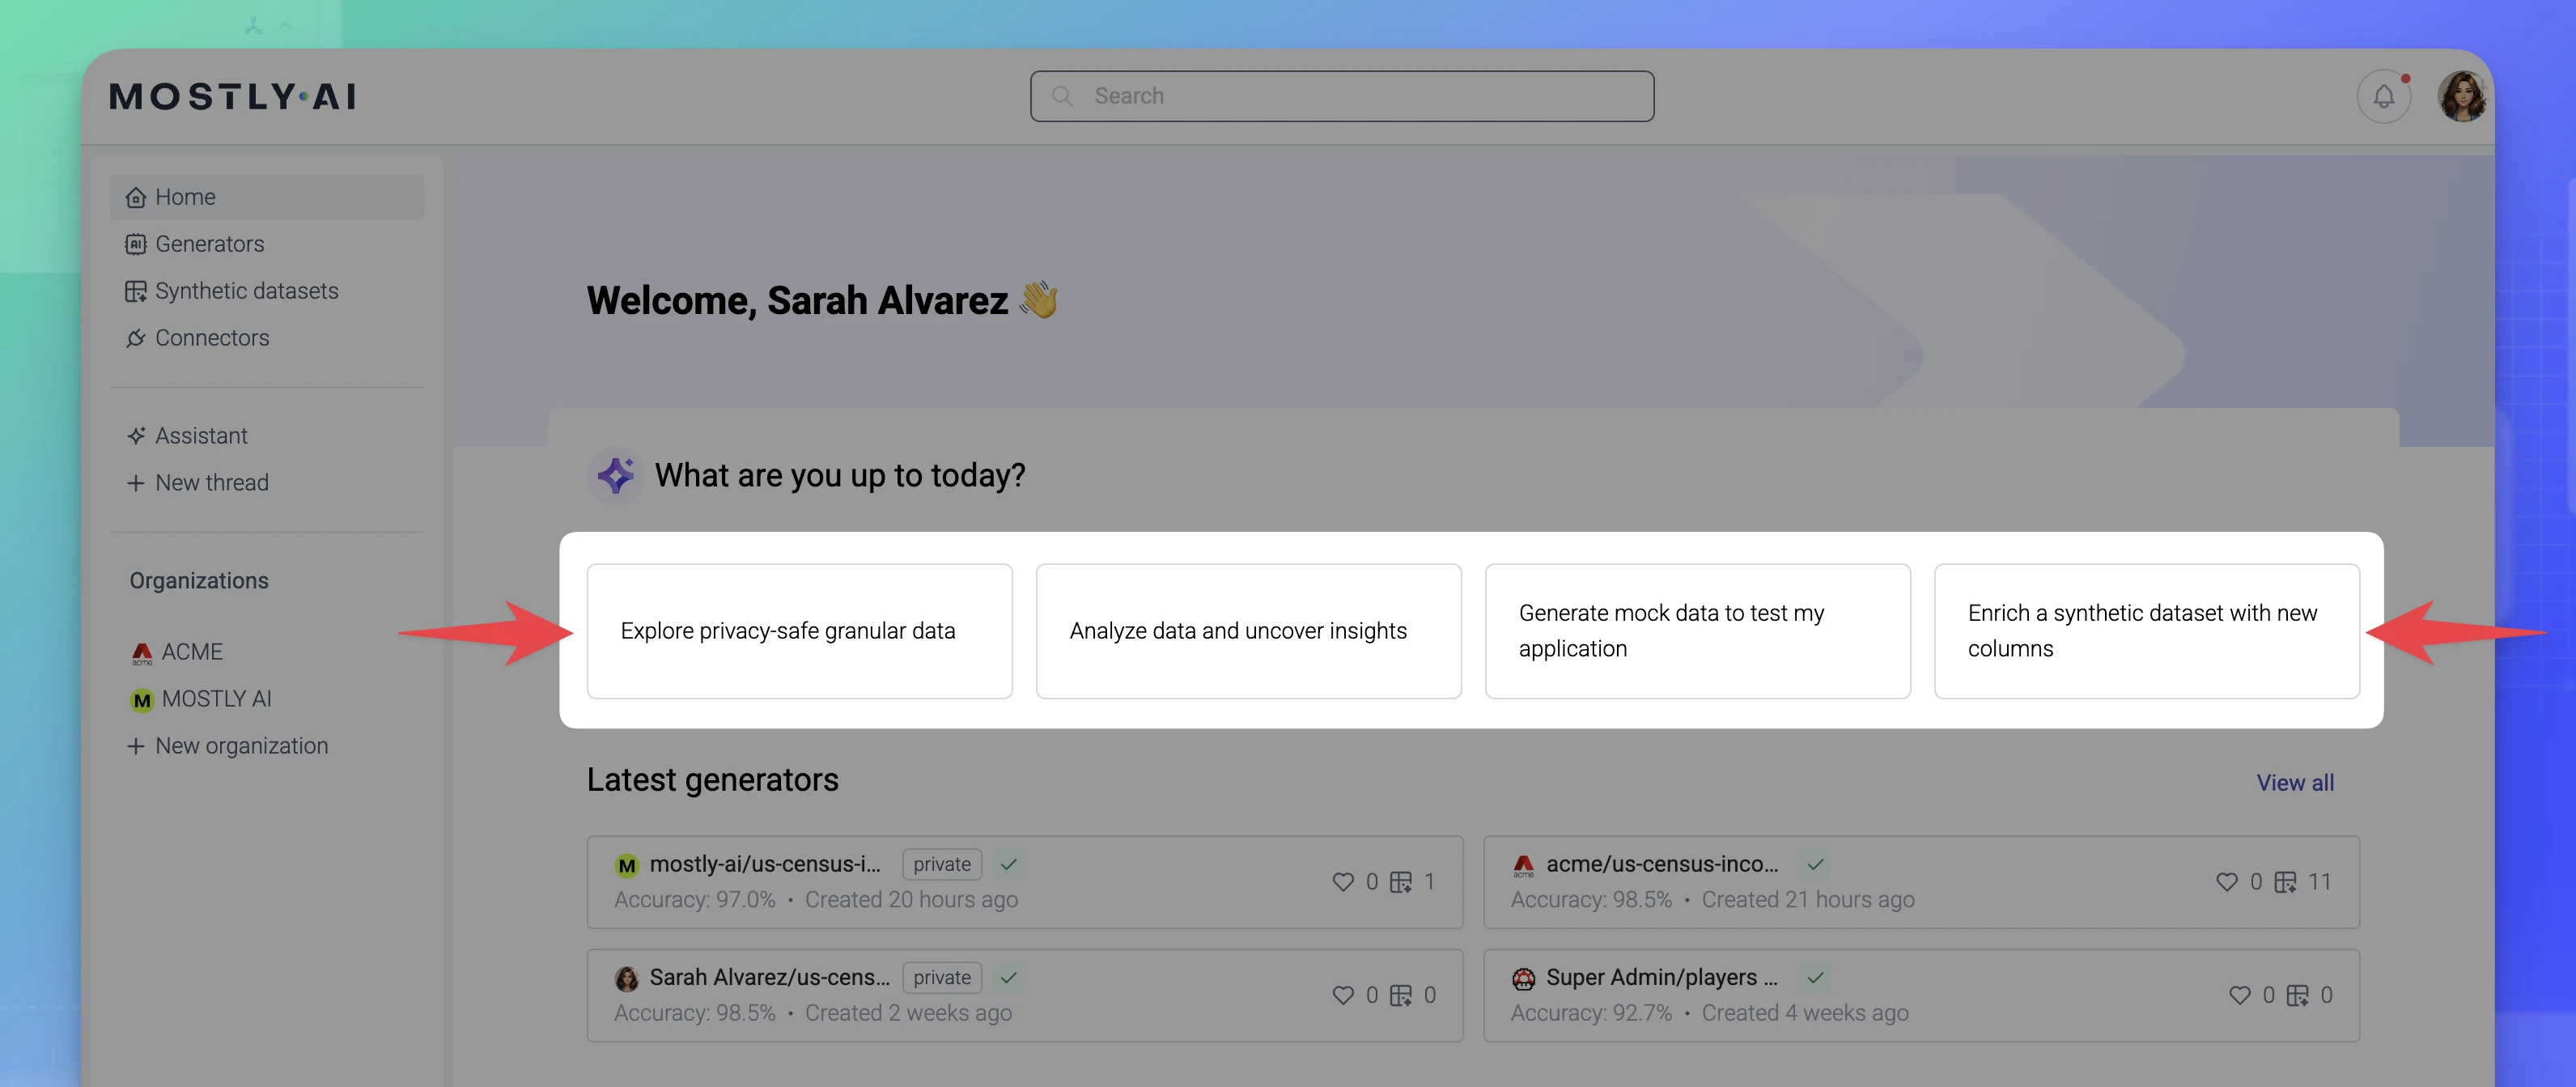 MOSTLY AI
Search
Home
Generators
Synthetic datasets
Connectors
Assistant
New thread
Organizations
acme
ACME
M
MOSTLY AI
New organization
Welcome, Sarah Alvarez 👋
What are you up to today?
Explore privacy-safe granular data
Analyze data and uncover insights
Generate mock data to test my
application
Enrich a synthetic dataset with new
columns
Latest generators
View all
M mostly-ai/us-census-i... private
0 1
Accuracy: 97.0% • Created 20 hours ago
acme acme/us-census-inco...
0 11
Accuracy: 98.5% • Created 21 hours ago
Sarah Alvarez/us-cens... private
0 0
Accuracy: 98.5% • Created 2 weeks ago
Super Admin/players ...
0 0
Accuracy: 92.7% • Created 4 weeks ago